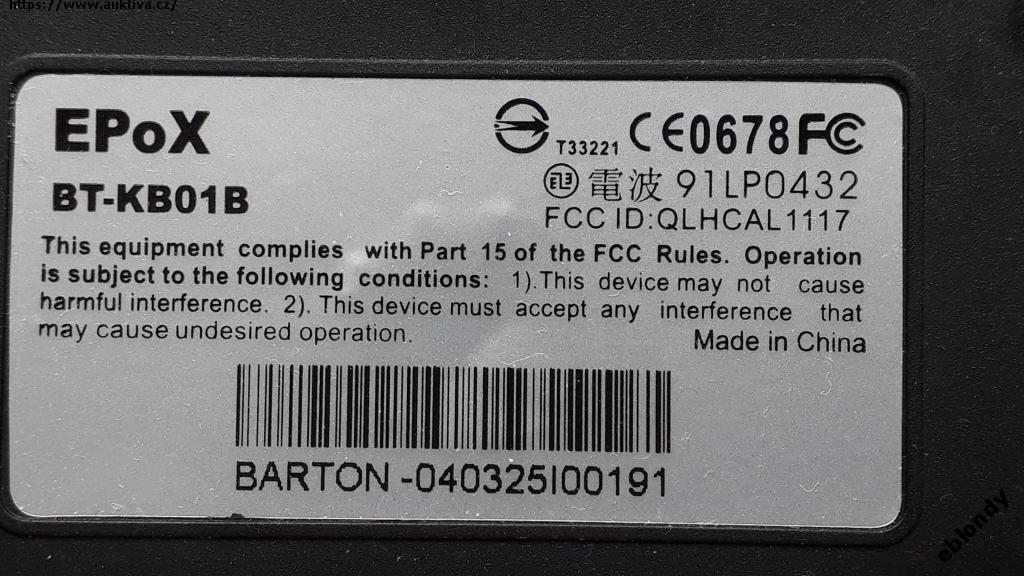 https://www.auktiva.cz/
EPoX
T33221 CE0678FC
BT-KB01B
電波 91LP0432
FCC ID:QLHCAL1117
This equipment complies with Part 15 of the FCC Rules. Operation
is subject to the following conditions: 1).This device may not cause
harmful interference. 2). This device must accept any interference that
may cause undesired operation.
Made in China
BARTON -040325I00191
eblondy